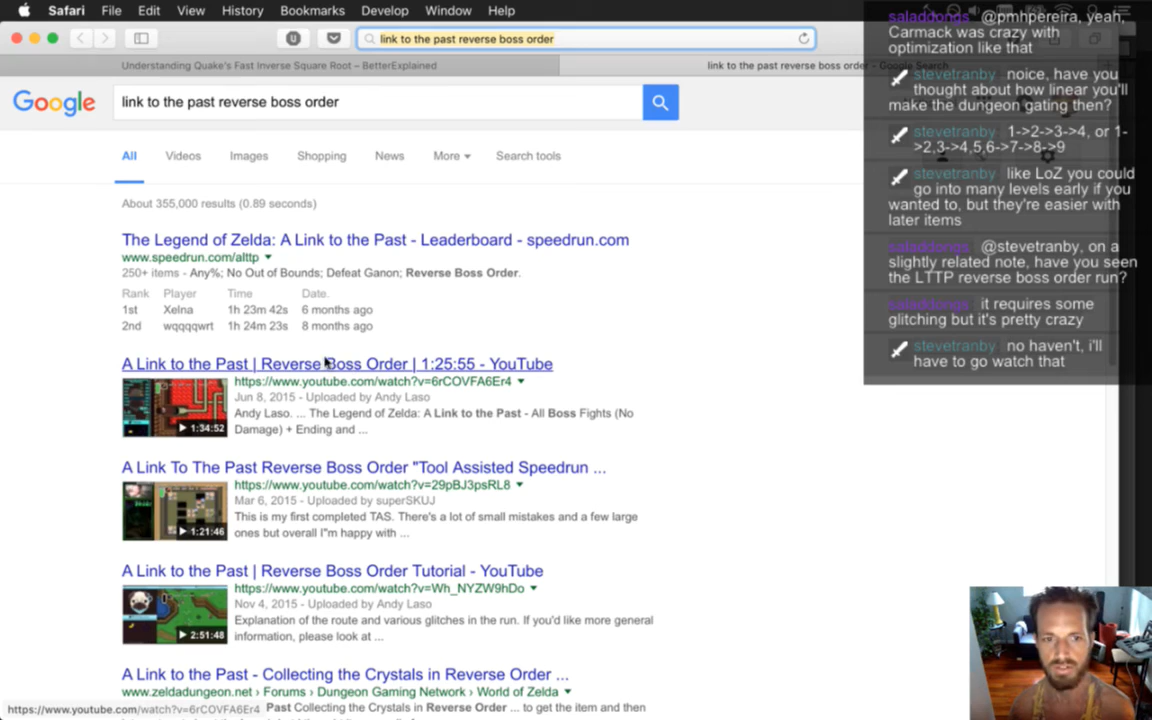 Safari File Edit View History Bookmarks Develop Window Help
link to the past reverse boss order
Understanding Quake's Fast Inverse Square Root – BetterExplained
link to the past reverse boss order - Google Search
Google
link to the past reverse boss order
All Videos Images Shopping News More ▾ Search tools
About 355,000 results (0.89 seconds)
The Legend of Zelda: A Link to the Past - Leaderboard - speedrun.com
www.speedrun.com/alttp ▾
250+ items - Any%; No Out of Bounds; Defeat Ganon; Reverse Boss Order.
Rank Player Time Date.
1st Xelna 1h 23m 42s 6 months ago
2nd wqqqqwrt 1h 24m 23s 8 months ago
A Link to the Past | Reverse Boss Order | 1:25:55 - YouTube
https://www.youtube.com/watch?v=6rCOVFA6Er4 ▾
Jun 8, 2015 - Uploaded by Andy Laso
Andy Laso. ... The Legend of Zelda: A Link to the Past - All Boss Fights (No
Damage) + Ending and ...
1:34:52
A Link To The Past Reverse Boss Order "Tool Assisted Speedrun ...
https://www.youtube.com/watch?v=29pBJ3psRL8 ▾
Mar 6, 2015 - Uploaded by superSKUJ
This is my first completed TAS. There's a lot of small mistakes and a few large
ones but overall I"m happy with ...
1:21:46
A Link to the Past | Reverse Boss Order Tutorial - YouTube
https://www.youtube.com/watch?v=Wh_NYZW9hDo ▾
Nov 4, 2015 - Uploaded by Andy Laso
Explanation of the route and various glitches in the run. If you'd like more general
information, please look at ...
2:51:48
A Link to the Past - Collecting the Crystals in Reverse Order ...
www.zeldadungeon.net › Forums › Dungeon Gaming Network › World of Zelda ▾
Past Collecting the Crystals in Reverse Order ... to get the item and then
https://www.youtube.com/watch?v=6rCOVFA6Er4
saladdongs @pmhpereira, yeah,
Carmack was crazy with
optimization like that
stevetranby noice, have you
thought about how linear you'll
make the dungeon gating then?
stevetranby 1->2->3->4, or 1-
>2,3->4,5,6->7->8->9
stevetranby like LoZ you could
go into many levels early if you
wanted to, but they're easier with
later items
saladdongs @stevetranby, on a
slightly related note, have you seen
the LTTP reverse boss order run?
saladdongs it requires some
glitching but it's pretty crazy
stevetranby no haven't, i'll
have to go watch that